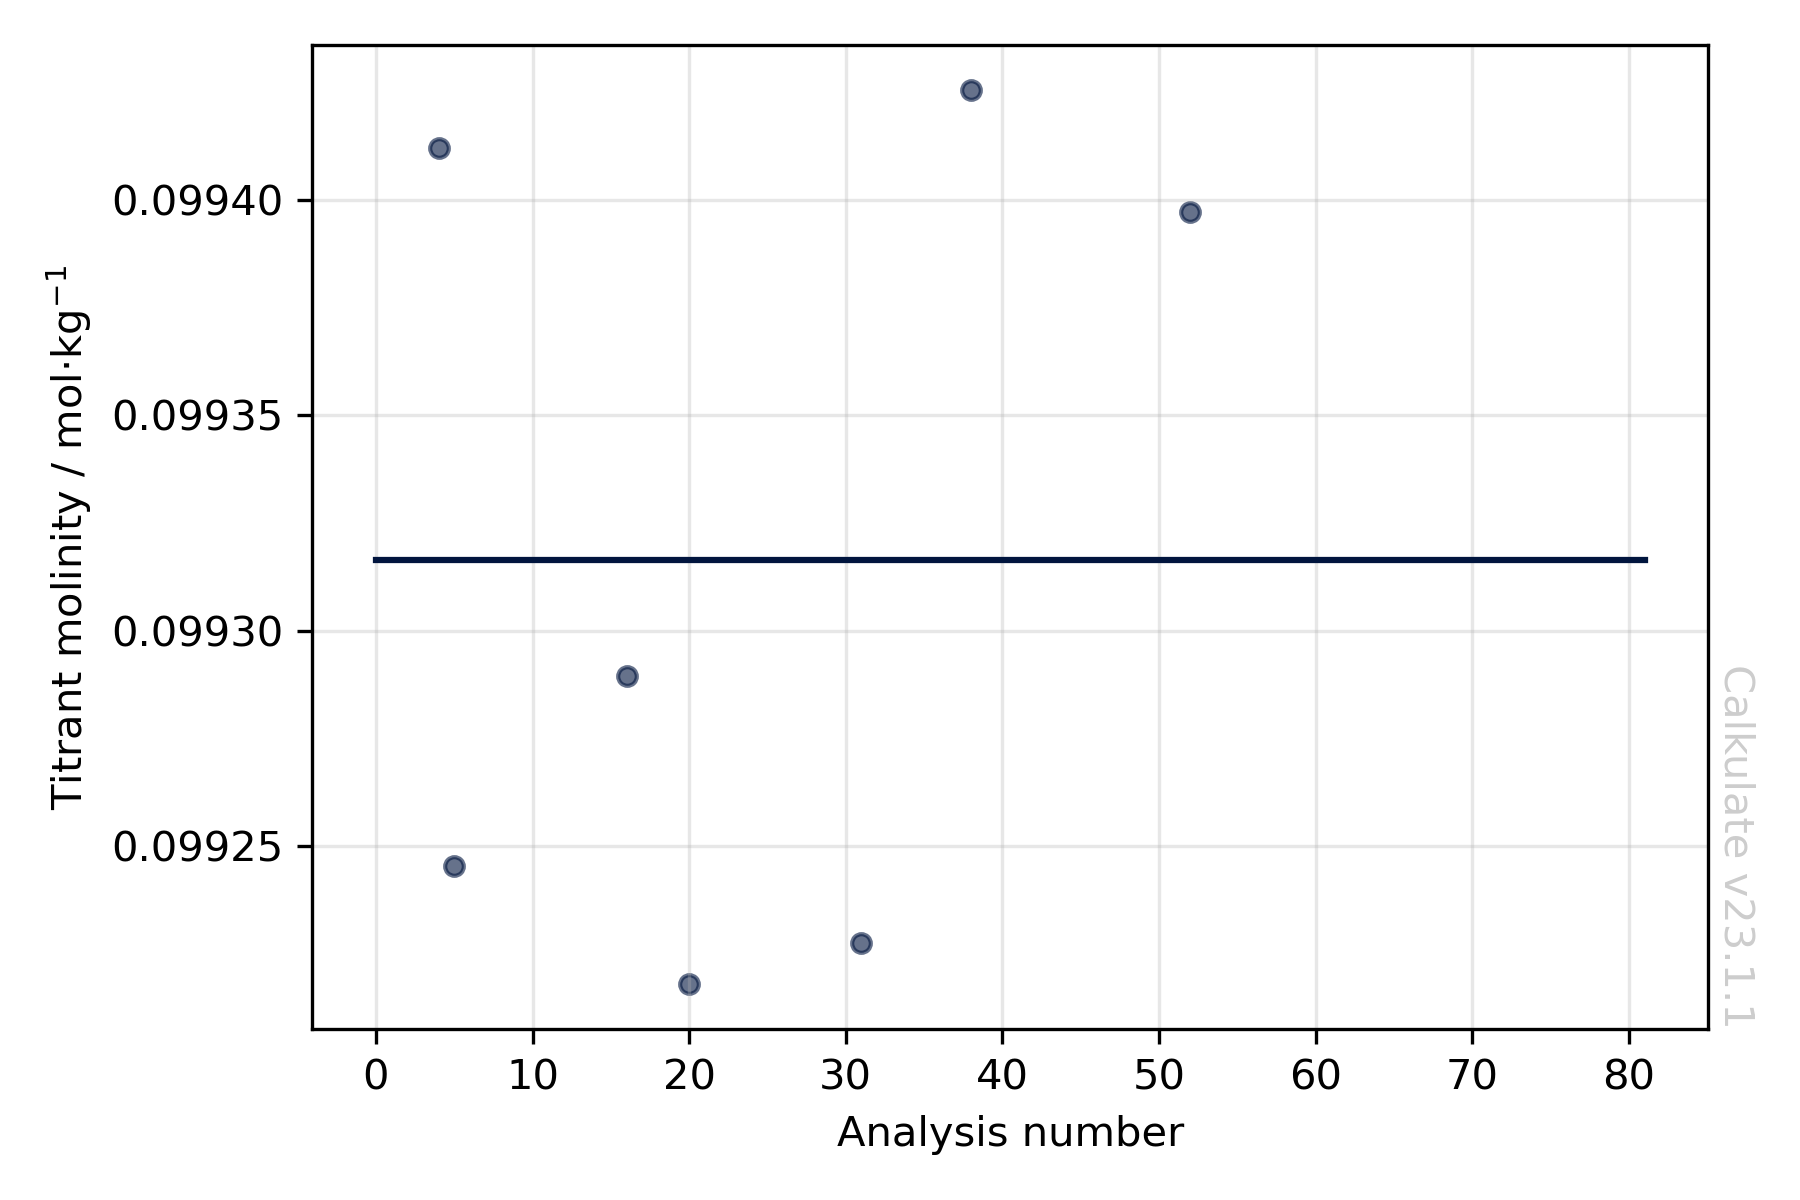 Titrant molinity / mol·kg⁻¹
0.09940
0.09935
0.09930
0.09925
0 10 20 30 40 50 60 70 80
Analysis number
Calkulate v23.1.1